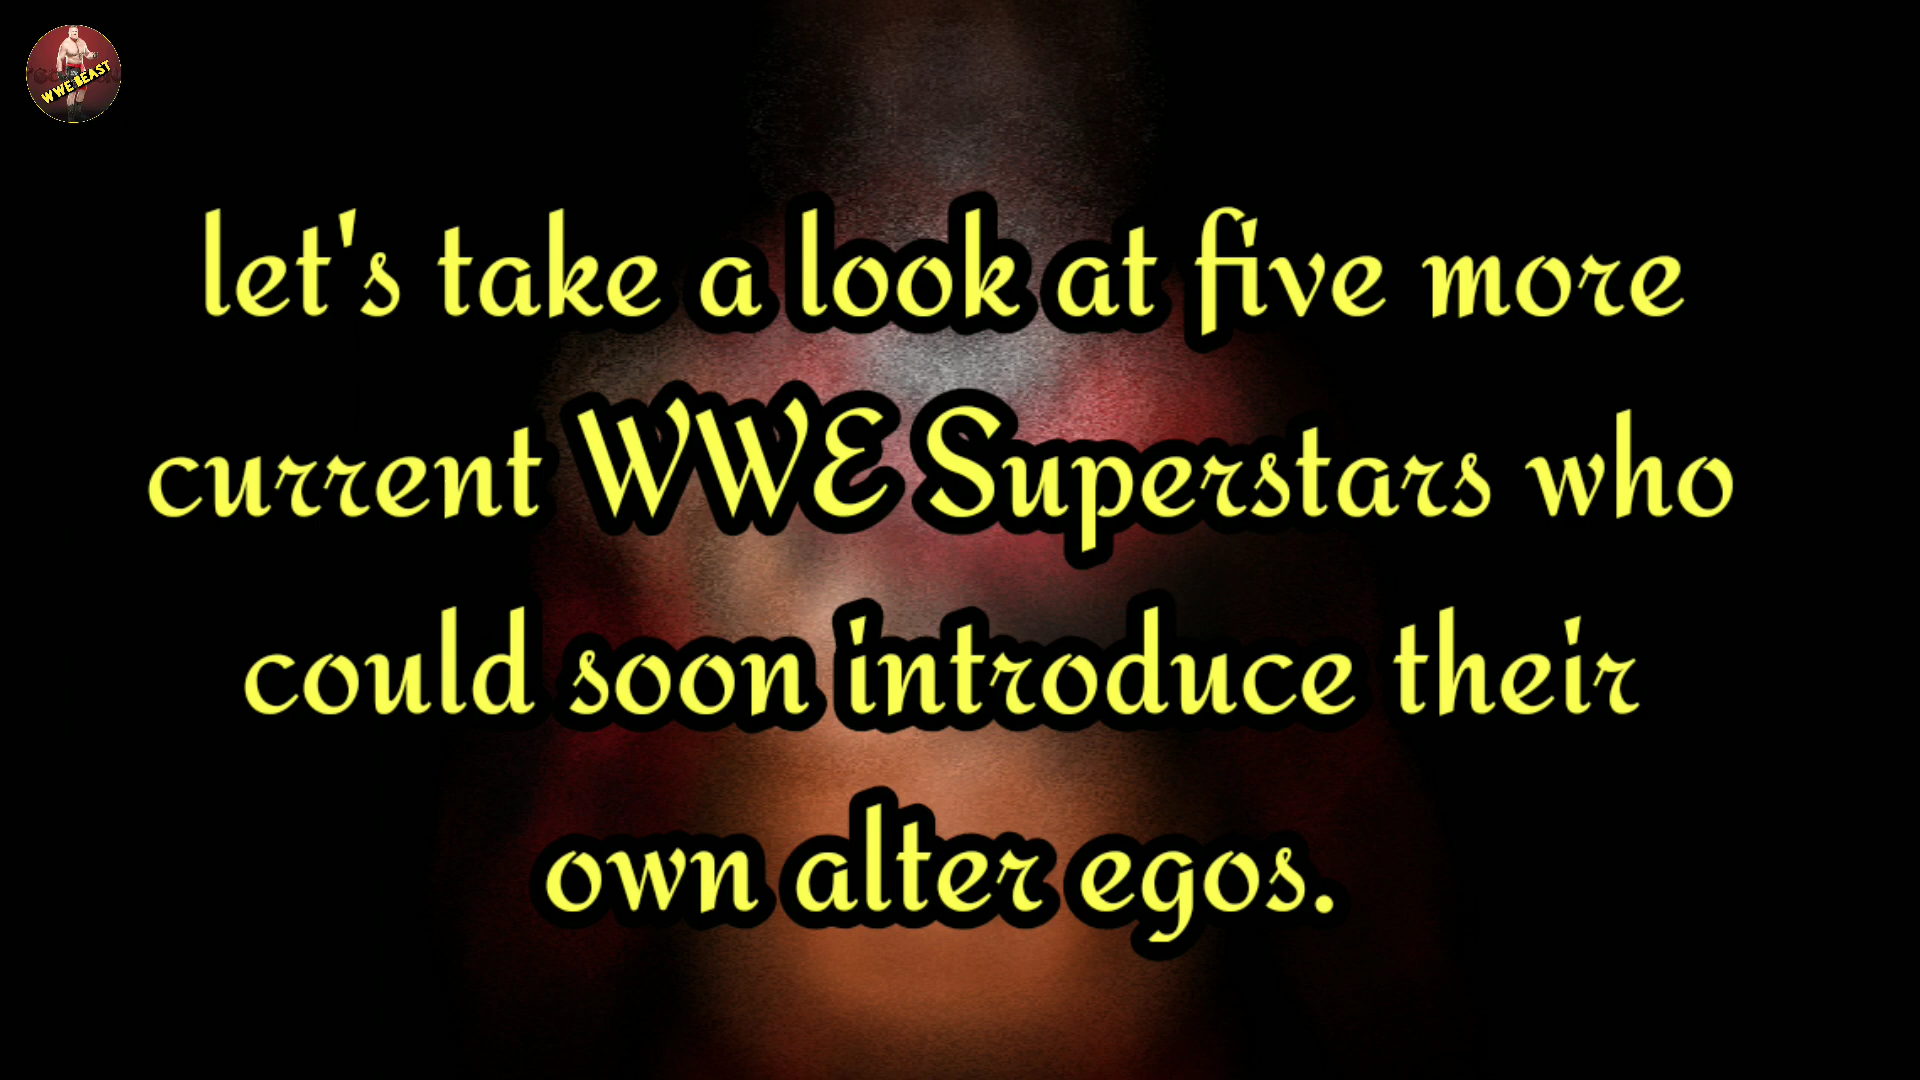 WWE BEAST
let's take a look at five more
current WWE Superstars who
could soon introduce their
own alter egos.